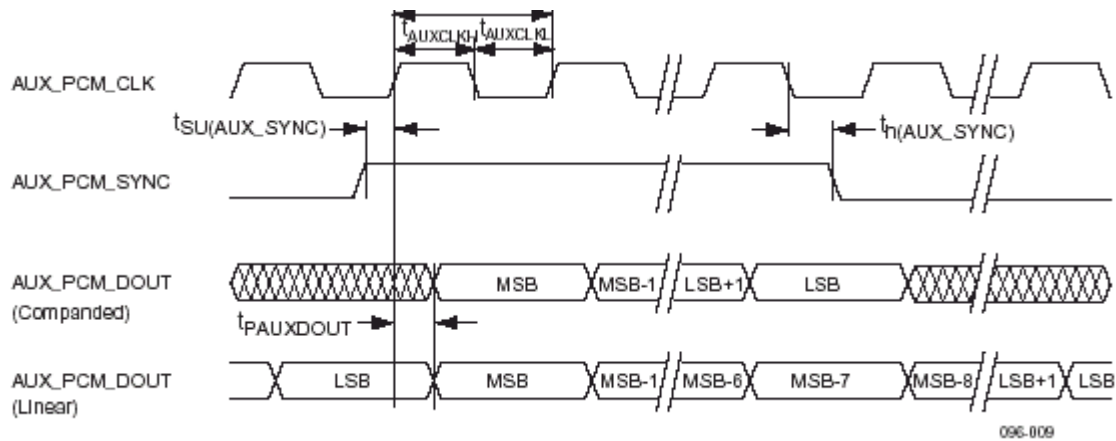 tAUXCLKH tAUXCLKL
AUX_PCM_CLK
tSU(AUX_SYNC)
th(AUX_SYNC)
AUX_PCM_SYNC
AUX_PCM_DOUT
(Companded)
MSB MSB-1 LSB+1 LSB
tPAUXDOUT
AUX_PCM_DOUT
(Linear)
LSB MSB MSB-1 MSB-6 MSB-7 MSB-8 LSB+1 LSB
096-009